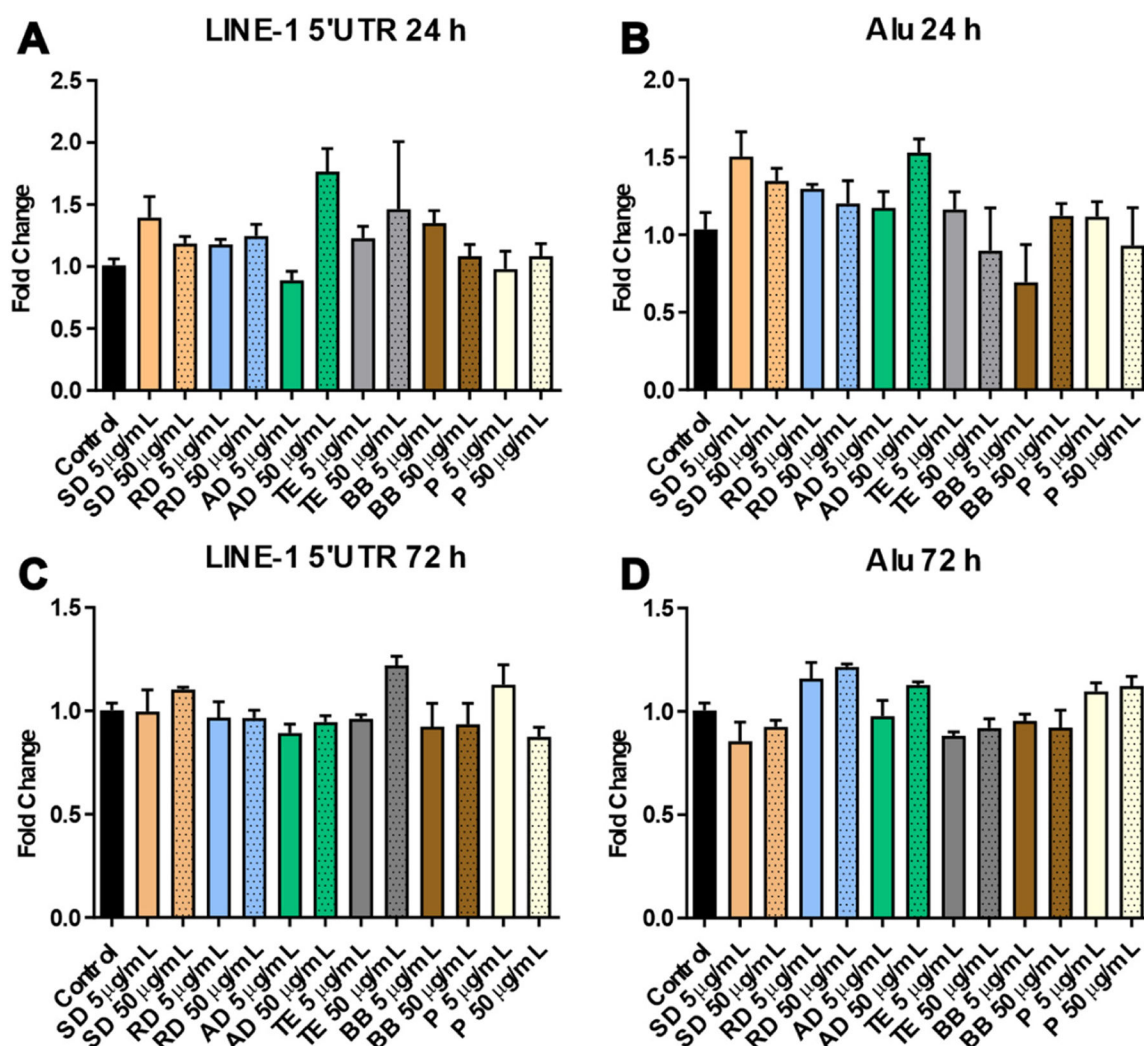 A
LINE-1 5'UTR 24 h
Fold Change
2.5
2.0
1.5
1.0
0.5
0.0
Control
SD 5 μg/mL
SD 50 μg/mL
RD 5 μg/mL
RD 50 μg/mL
AD 5 μg/mL
AD 50 μg/mL
TE 5 μg/mL
TE 50 μg/mL
BB 5 μg/mL
BB 50 μg/mL
P 5 μg/mL
P 50 μg/mL
B
Alu 24 h
Fold Change
2.0
1.5
1.0
0.5
0.0
Control
SD 5 μg/mL
SD 50 μg/mL
RD 5 μg/mL
RD 50 μg/mL
AD 5 μg/mL
AD 50 μg/mL
TE 5 μg/mL
TE 50 μg/mL
BB 5 μg/mL
BB 50 μg/mL
P 5 μg/mL
P 50 μg/mL
C
LINE-1 5'UTR 72 h
Fold Change
1.5
1.0
0.5
0.0
Control
SD 5 μg/mL
SD 50 μg/mL
RD 5 μg/mL
RD 50 μg/mL
AD 5 μg/mL
AD 50 μg/mL
TE 5 μg/mL
TE 50 μg/mL
BB 5 μg/mL
BB 50 μg/mL
P 5 μg/mL
P 50 μg/mL
D
Alu 72 h
Fold Change
1.5
1.0
0.5
0.0
Control
SD 5 μg/mL
SD 50 μg/mL
RD 5 μg/mL
RD 50 μg/mL
AD 5 μg/mL
AD 50 μg/mL
TE 5 μg/mL
TE 50 μg/mL
BB 5 μg/mL
BB 50 μg/mL
P 5 μg/mL
P 50 μg/mL